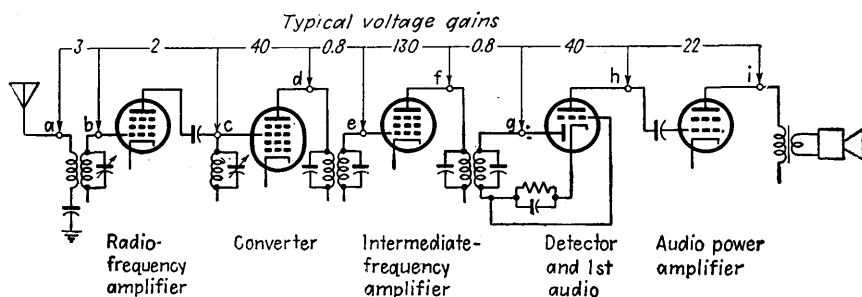 Typical voltage gains
3 2 40 0.8 130 0.8 40 22
a b c d e f g h i
Radio-
frequency
amplifier
Converter
Intermediate-
frequency
amplifier
Detector
and 1st
audio
Audio power
amplifier